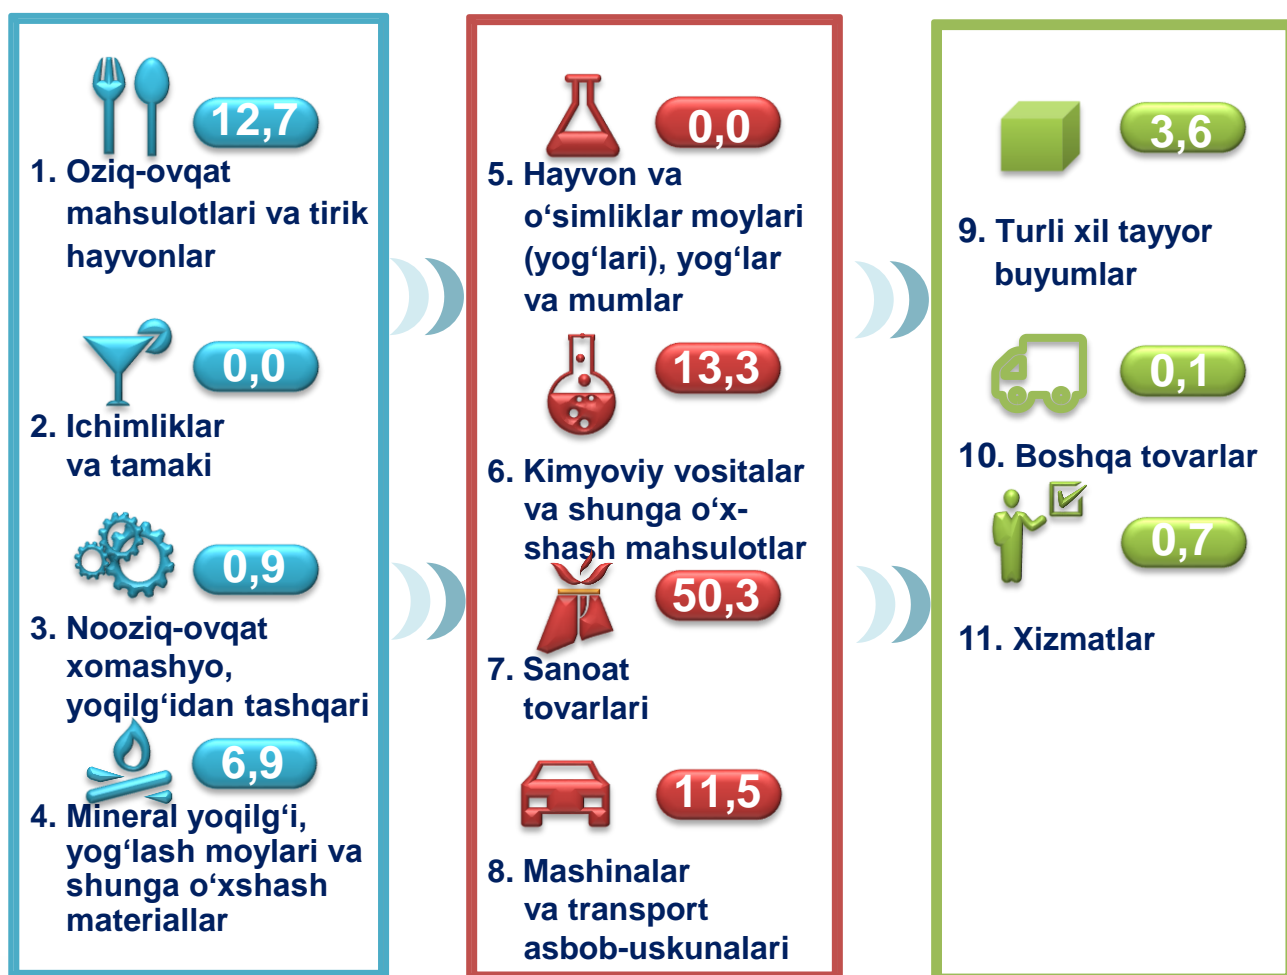 12,7
1. Oziq-ovqat
mahsulotlari va tirik
hayvonlar
0,0
2. Ichimliklar
va tamaki
0,9
3. Nooziq-ovqat
xomashyo,
yoqilg‘idan tashqari
6,9
4. Mineral yoqilg‘i,
yog‘lash moylari va
shunga o‘xshash
materiallar
0,0
5. Hayvon va
o‘simliklar moylari
(yog‘lari), yog‘lar
va mumlar
13,3
6. Kimyoviy vositalar
va shunga o‘x-
shash mahsulotlar
50,3
7. Sanoat
tovarlari
11,5
8. Mashinalar
va transport
asbob-uskunalari
3,6
9. Turli xil tayyor
buyumlar
0,1
10. Boshqa tovarlar
0,7
11. Xizmatlar